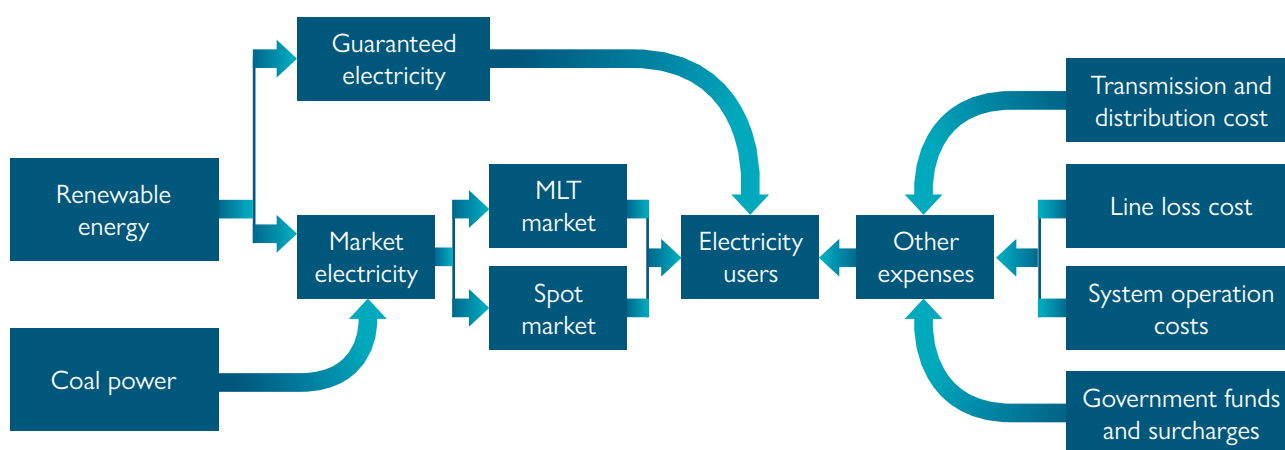 Guaranteed
electricity
Renewable
energy
Market
electricity
Coal power
MLT
market
Spot
market
Electricity
users
Other
expenses
Transmission and
distribution cost
Line loss cost
System operation
costs
Government funds
and surcharges